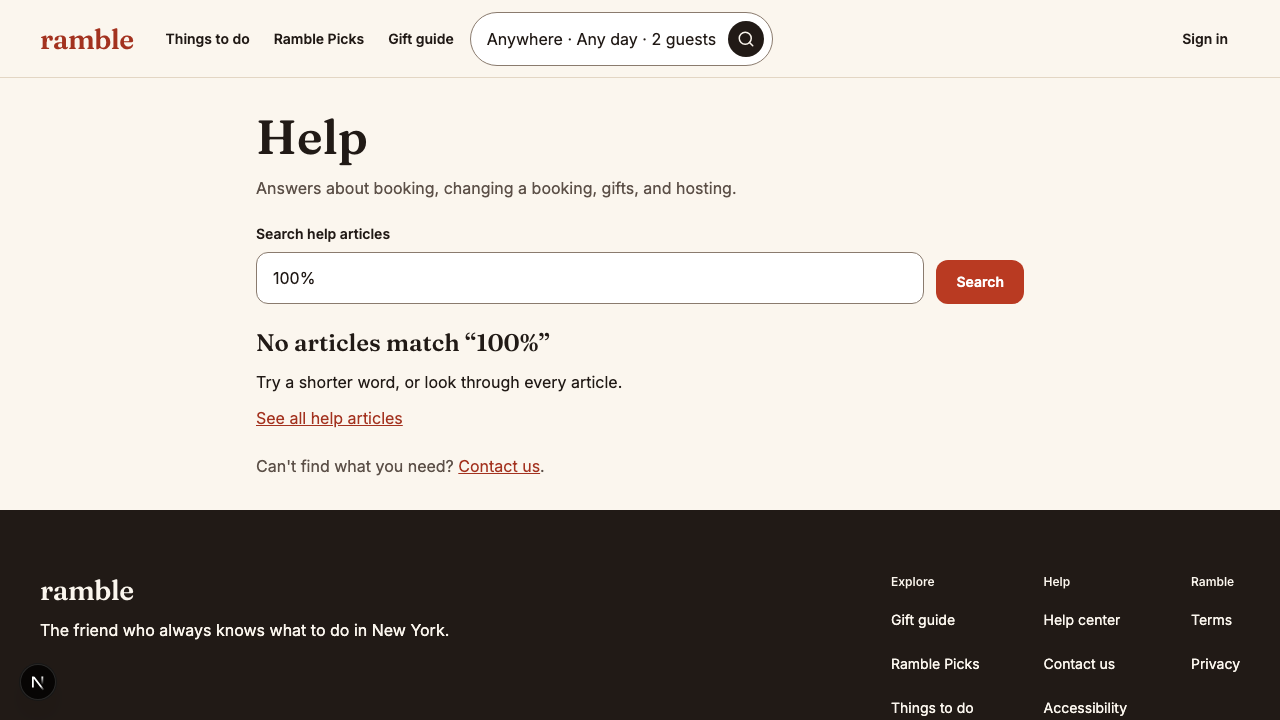 ramble
Things to do
Ramble Picks
Gift guide
Anywhere · Any day · 2 guests
Sign in
Help
Answers about booking, changing a booking, gifts, and hosting.
Search help articles
100%
Search
No articles match “100%”
Try a shorter word, or look through every article.
See all help articles
Can't find what you need? Contact us.
ramble
The friend who always knows what to do in New York.
Explore
Gift guide
Ramble Picks
Things to do
Help
Help center
Contact us
Accessibility
Ramble
Terms
Privacy
N